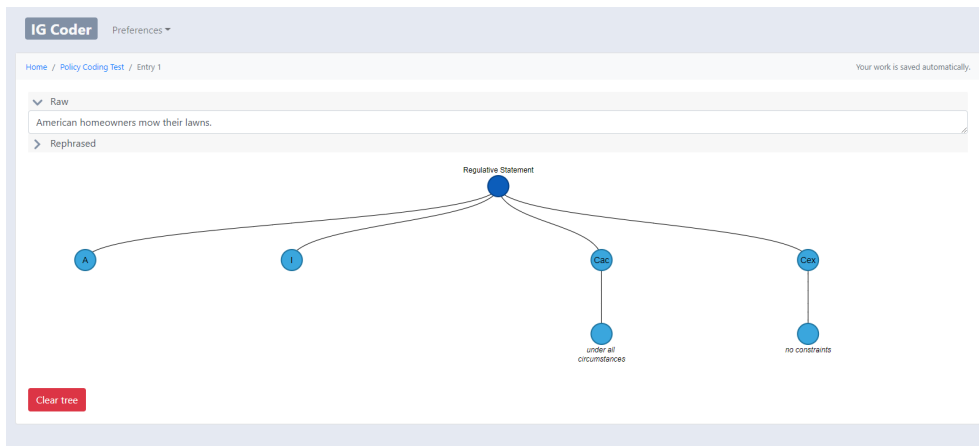 IG Coder Preferences
Home / Policy Coding Test / Entry 1 Your work is saved automatically.
Raw
American homeowners mow their lawns.
Rephrased
Regulative Statement
A I Cac Cex
under all
circumstances
no constraints
Clear tree